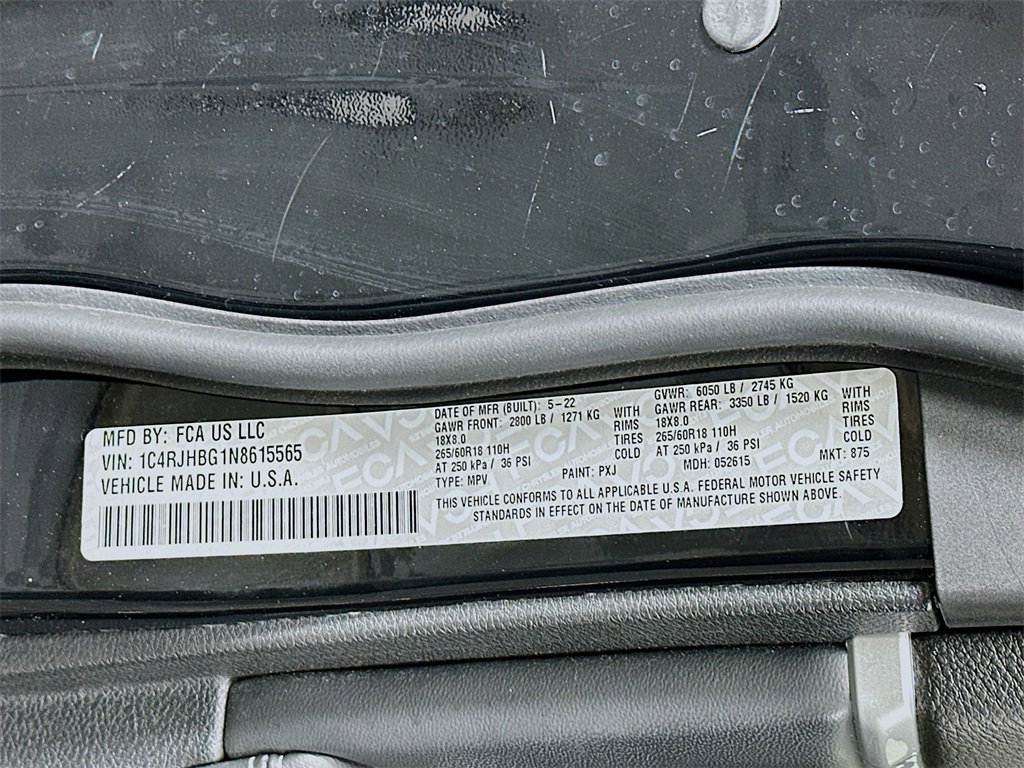 MFD BY: FCA US LLC
VIN: 1C4RJHBG1N8615565
VEHICLE MADE IN: U.S.A.
DATE OF MFR (BUILT): 5-22 GVWR: 6050 LB / 2745 KG
GAWR FRONT: 2800 LB / 1271 KG WITH GAWR REAR: 3350 LB / 1520 KG WITH
18X8.0 RIMS 18X8.0 RIMS
265/60R18 110H TIRES 265/60R18 110H TIRES
AT 250 kPa / 36 PSI COLD AT 250 kPa / 36 PSI COLD
TYPE: MPV PAINT: PXJ MDH: 052615 MKT: 875
THIS VEHICLE CONFORMS TO ALL APPLICABLE U.S.A. FEDERAL MOTOR VEHICLE SAFETY
STANDARDS IN EFFECT ON THE DATE OF MANUFACTURE SHOWN ABOVE.